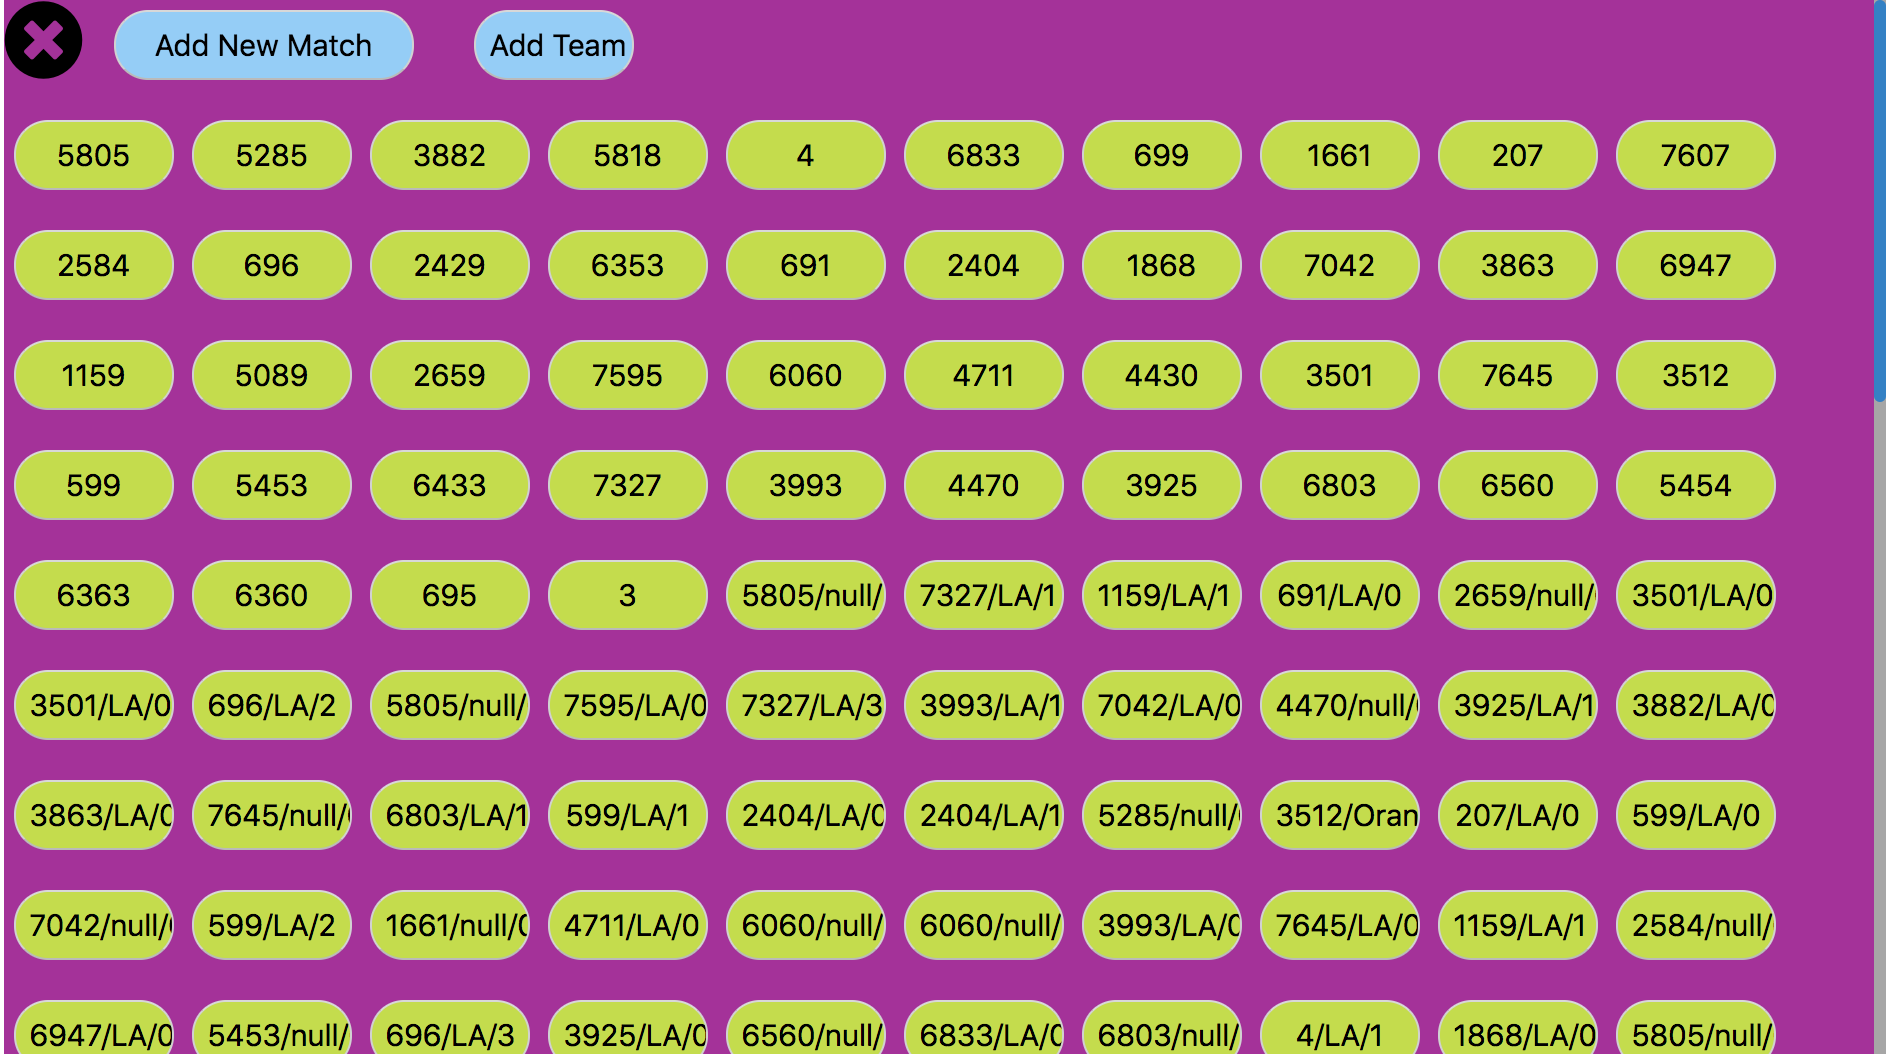 Add New Match Add Team
5805 5285 3882 5818 4 6833 699 1661 207 7607
2584 696 2429 6353 691 2404 1868 7042 3863 6947
1159 5089 2659 7595 6060 4711 4430 3501 7645 3512
599 5453 6433 7327 3993 4470 3925 6803 6560 5454
6363 6360 695 3 5805/null/ 7327/LA/1 1159/LA/1 691/LA/0 2659/null/ 3501/LA/0
3501/LA/0 696/LA/2 5805/null/ 7595/LA/0 7327/LA/3 3993/LA/1 7042/LA/0 4470/null/ 3925/LA/1 3882/LA/0
3863/LA/0 7645/null/ 6803/LA/1 599/LA/1 2404/LA/0 2404/LA/1 5285/null/ 3512/Oran 207/LA/0 599/LA/0
7042/null/ 599/LA/2 1661/null/0 4711/LA/0 6060/null/ 6060/null/ 3993/LA/0 7645/LA/0 1159/LA/1 2584/null/
6947/LA/0 5453/null/ 696/LA/3 3925/LA/0 6560/null/ 6833/LA/0 6803/null/ 4/LA/1 1868/LA/0 5805/null/